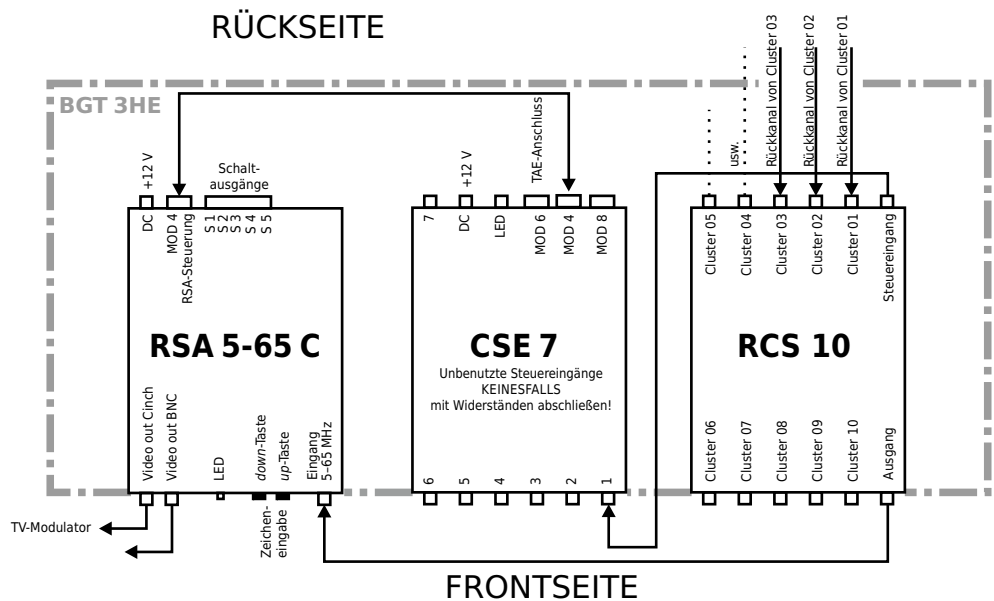 RÜCKSEITE
BGT 3HE
Rückkanal von Cluster 03
Rückkanal von Cluster 02
Rückkanal von Cluster 01
usw.
TAE-Anschluss
+12 V
Schalt-
ausgänge
+12 V
DC
MOD 4
RSA-Steuerung
S 1
S 2
S 3
S 4
S 5
7
DC
LED
MOD 6
MOD 4
MOD 8
Cluster 05
Cluster 04
Cluster 03
Cluster 02
Cluster 01
Steuereingang
RSA 5-65 C
CSE 7
RCS 10
Unbenutzte Steuereingänge
KEINESFALLS
mit Widerständen abschließen!
Video out Cinch
Video out BNC
LED
down-Taste
up-Taste
Eingang
5–65 MHz
6
5
4
3
2
1
Cluster 06
Cluster 07
Cluster 08
Cluster 09
Cluster 10
Ausgang
TV-Modulator
Zeichen-
eingabe
FRONTSEITE